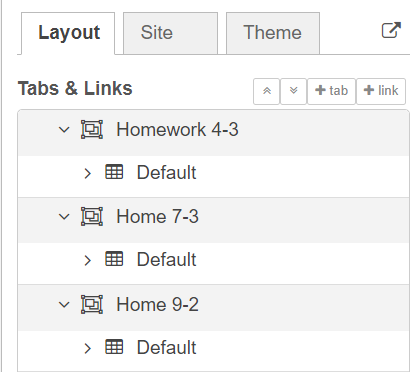 Layout Site Theme
Tabs & Links + tab + link
Homework 4-3
Default
Home 7-3
Default
Home 9-2
Default